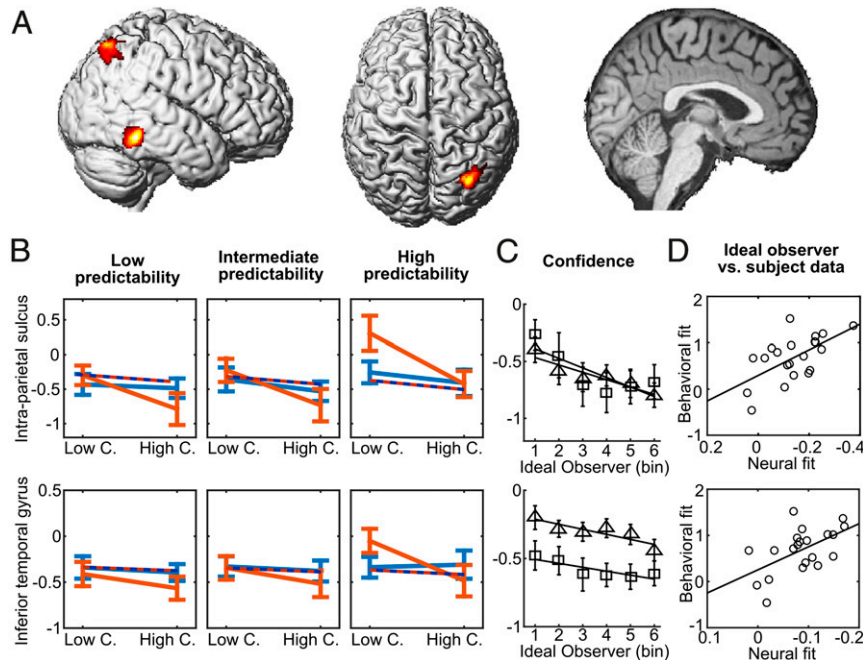 A
B
Low
predictability
Intermediate
predictability
High
predictability
C
Confidence
D
Ideal observer
vs. subject data
Intra-parietal sulcus
0.5
0
-0.5
-1
Low C. High C.
Low C. High C.
Low C. High C.
0
-0.5
-1
1 2 3 4 5 6
Ideal Observer (bin)
Behavioral fit
2
1
0
-1
0.2 0 -0.2 -0.4
Neural fit
Inferior temporal gyrus
0.5
0
-0.5
-1
Low C. High C.
Low C. High C.
Low C. High C.
0
-0.5
-1
1 2 3 4 5 6
Ideal Observer (bin)
Behavioral fit
2
1
0
-1
0.1 0 -0.1 -0.2
Neural fit